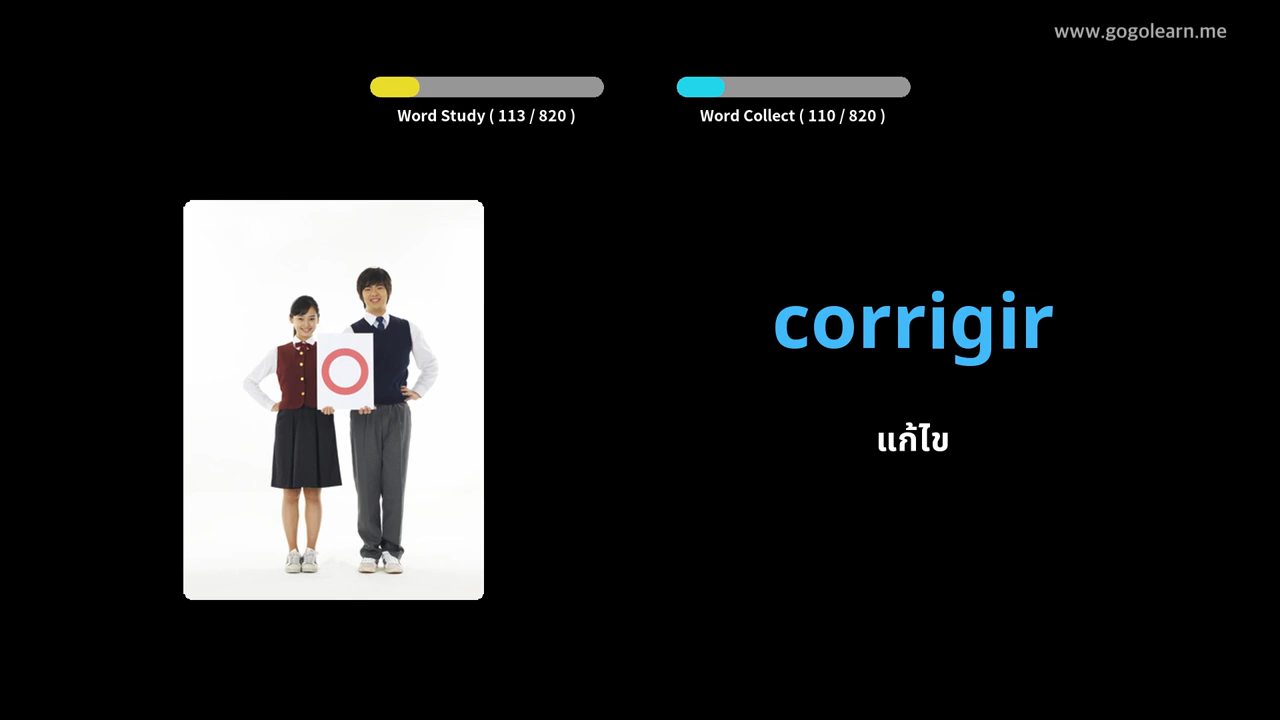 www.gogolearn.me
Word Study ( 113 / 820 )
Word Collect ( 110 / 820 )
corrigir
แก้ไข